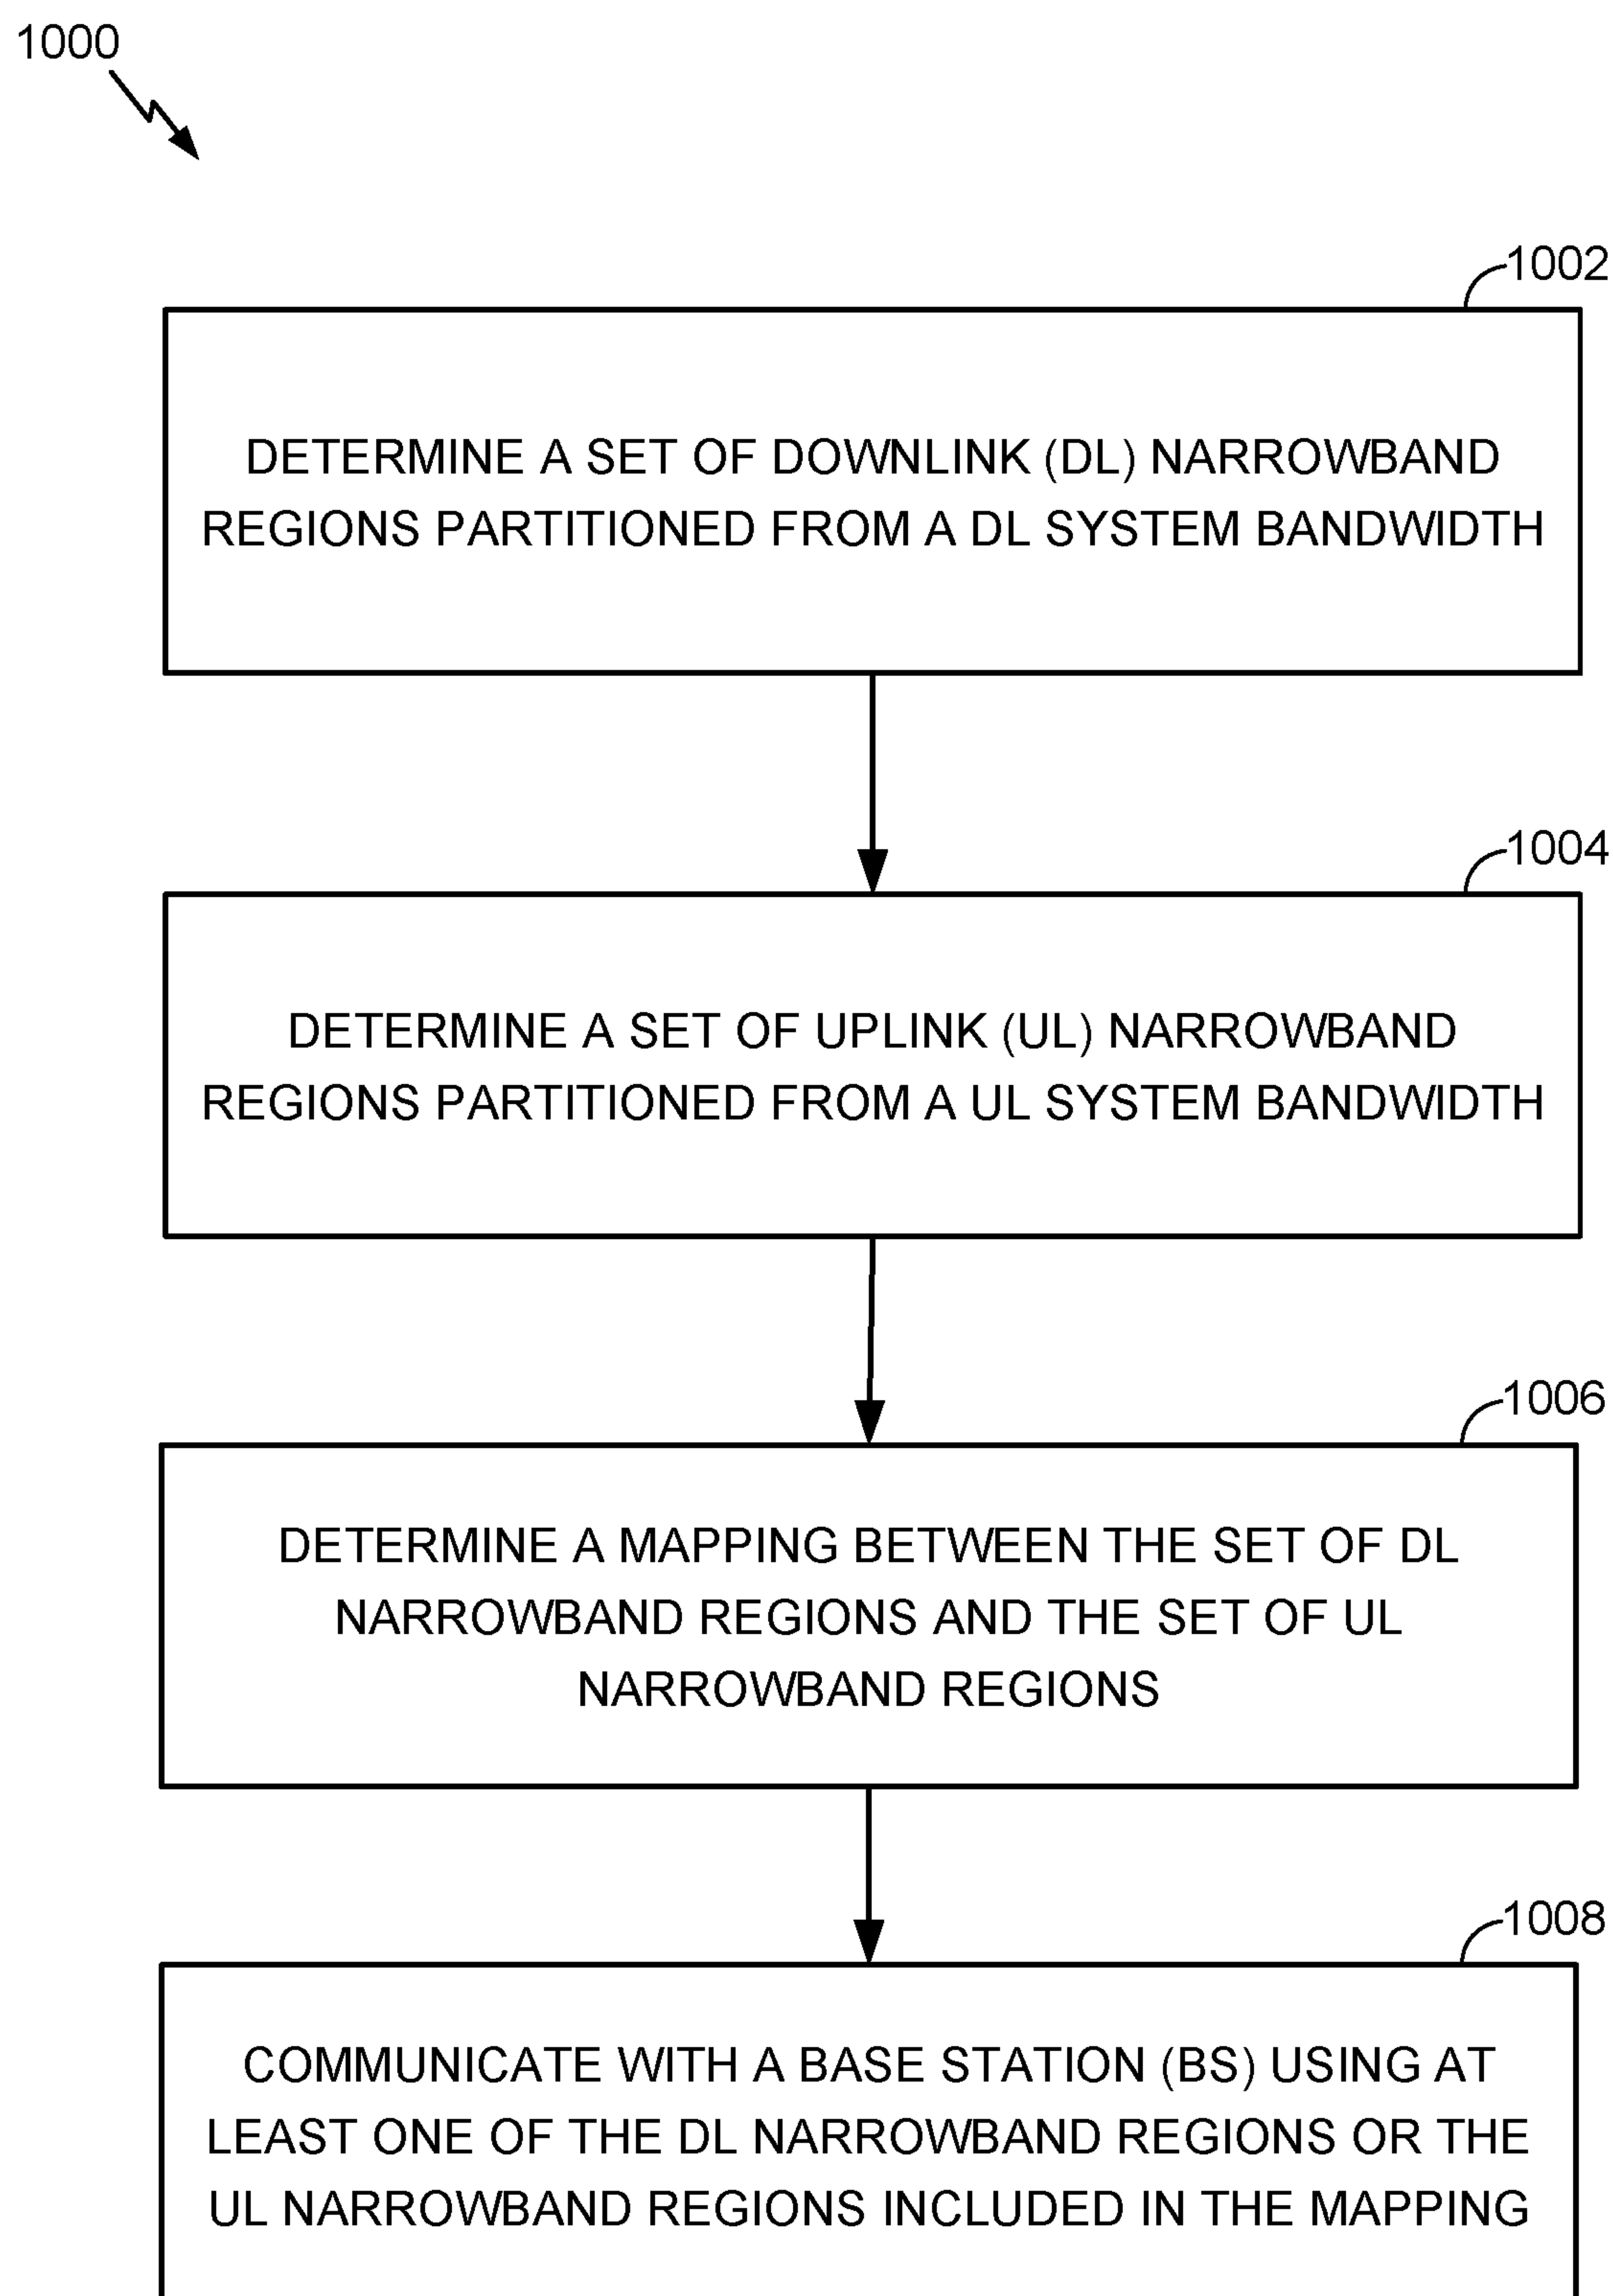 1000
1002
DETERMINE A SET OF DOWNLINK (DL) NARROWBAND
REGIONS PARTITIONED FROM A DL SYSTEM BANDWIDTH
1004
DETERMINE A SET OF UPLINK (UL) NARROWBAND
REGIONS PARTITIONED FROM A UL SYSTEM BANDWIDTH
1006
DETERMINE A MAPPING BETWEEN THE SET OF DL
NARROWBAND REGIONS AND THE SET OF UL
NARROWBAND REGIONS
1008
COMMUNICATE WITH A BASE STATION (BS) USING AT
LEAST ONE OF THE DL NARROWBAND REGIONS OR THE
UL NARROWBAND REGIONS INCLUDED IN THE MAPPING